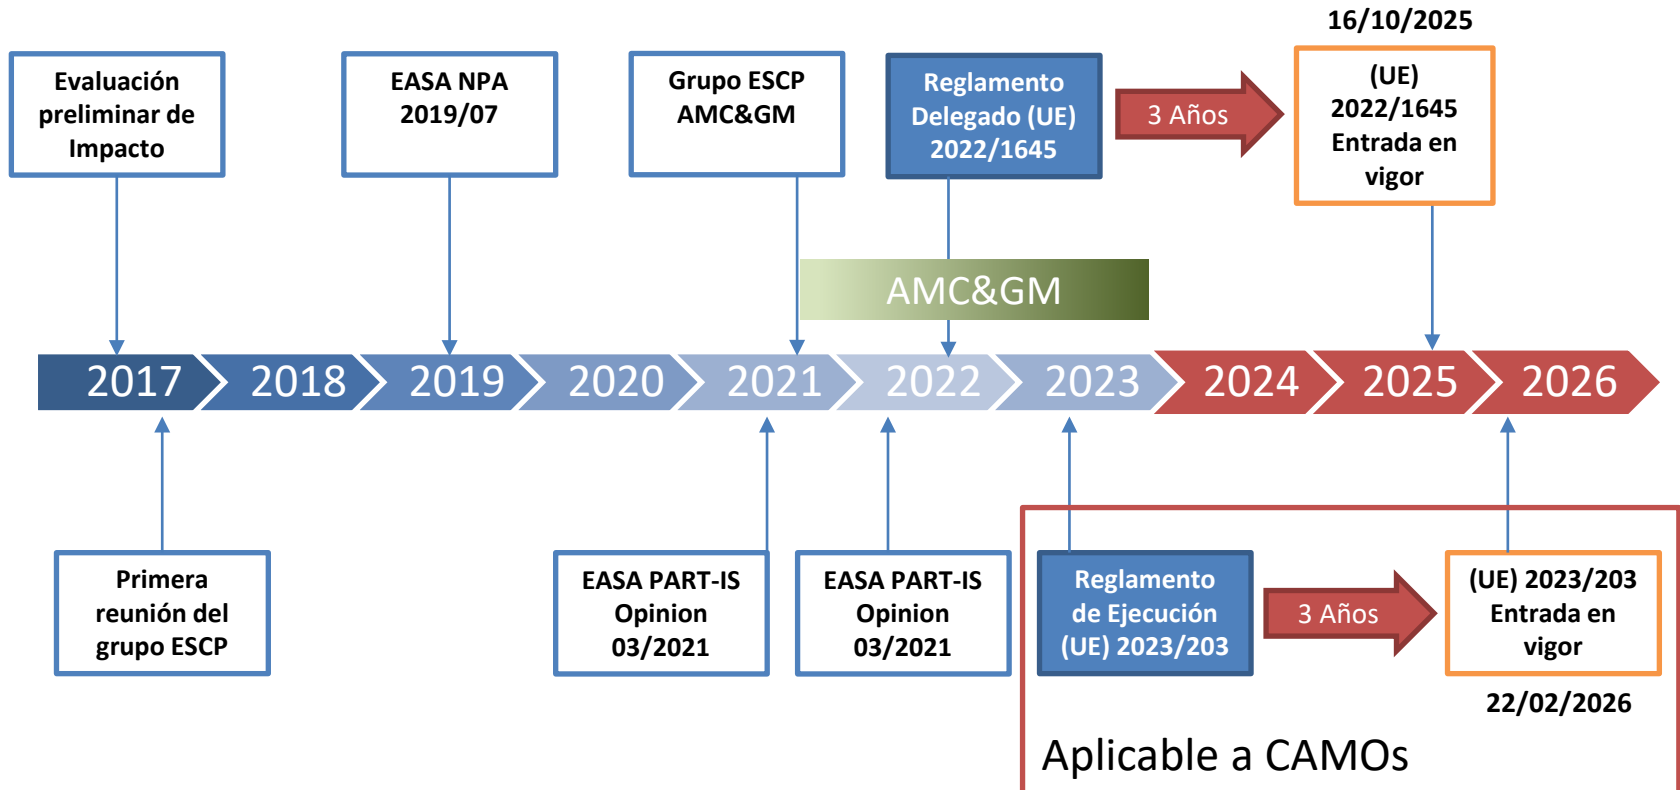 16/10/2025
Evaluación
preliminar de
Impacto
EASA NPA
2019/07
Grupo ESCP
AMC&GM
Reglamento
Delegado (UE)
2022/1645
3 Años
(UE)
2022/1645
Entrada en
vigor
AMC&GM
2017
2018
2019
2020
2021
2022
2023
2024
2025
2026
Primera
reunión del
grupo ESCP
EASA PART-IS
Opinion
03/2021
EASA PART-IS
Opinion
03/2021
Reglamento
de Ejecución
(UE) 2023/203
3 Años
(UE) 2023/203
Entrada en
vigor
22/02/2026
Aplicable a CAMOs